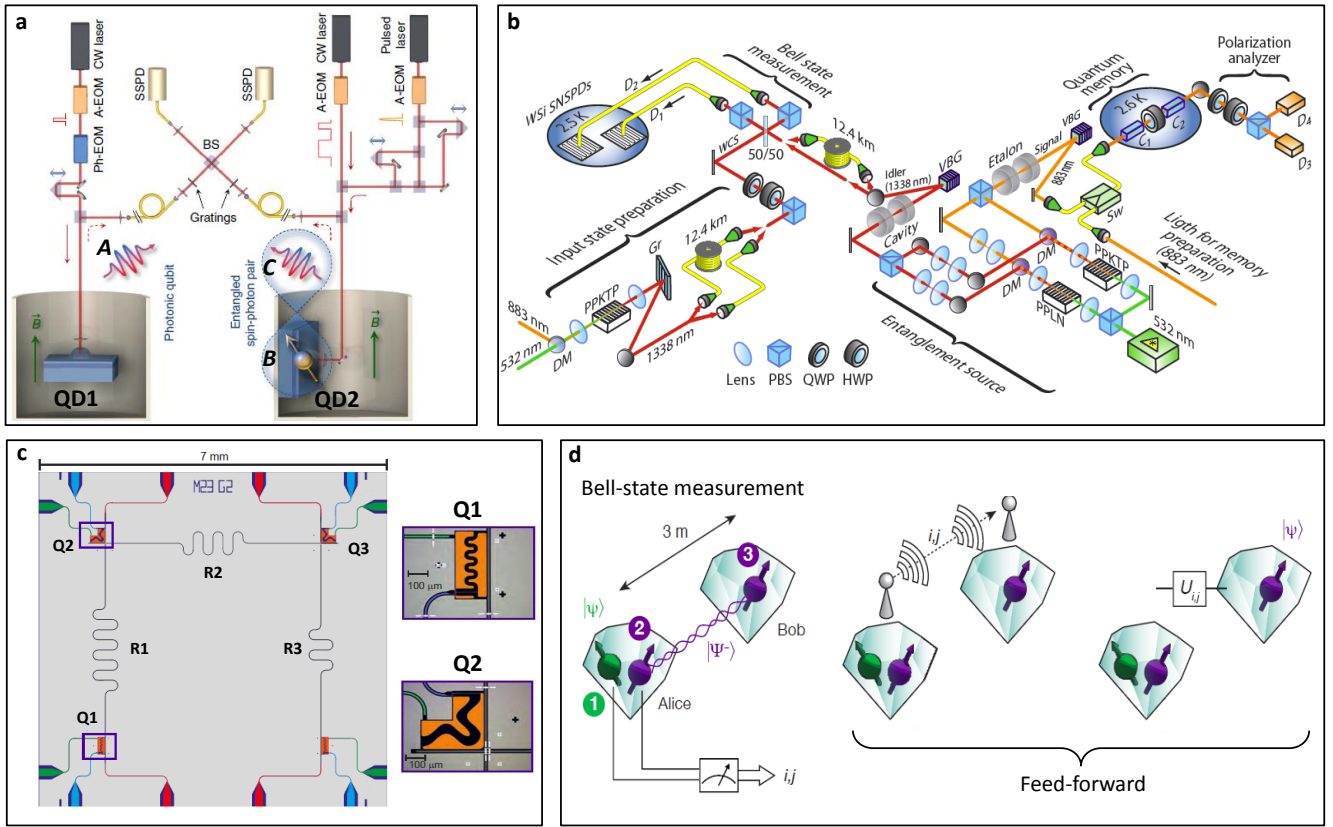 a
CW laser
A-EOM
Ph-EOM
SSPD
SSPD
BS
Gratings
CW laser
A-EOM
Pulsed laser
A-EOM
A
Photonic qubit
C
Entangled spin-photon pair
B
B
B
QD1
QD2
b
WSi SNSPDs
2.5 K
D2
D1
Bell state measurement
WCS
50/50
12.4 km
Idler (1338 nm)
VBG
Input state preparation
12.4 km
Gr
PPKTP
883 nm
532 nm
DM
1338 nm
Lens
PBS
QWP
HWP
Cavity
Entanglement source
DM
DM
PPKTP
PPLN
532 nm
Etalon
Signal
VBG
883 nm
Sw
Ligth for memory preparation (883 nm)
Quantum memory
2.6 K
C1
C2
Polarization analyzer
D4
D3
c
7 mm
M23 G2
Q2
Q3
R2
R1
R3
Q1
Q1
100 μm
Q2
100 μm
d
Bell-state measurement
3 m
3
|ψ⟩
2
Bob
|Ψ⁻⟩
1
Alice
i,j
i,j
|ψ⟩
Ui,j
Feed-forward